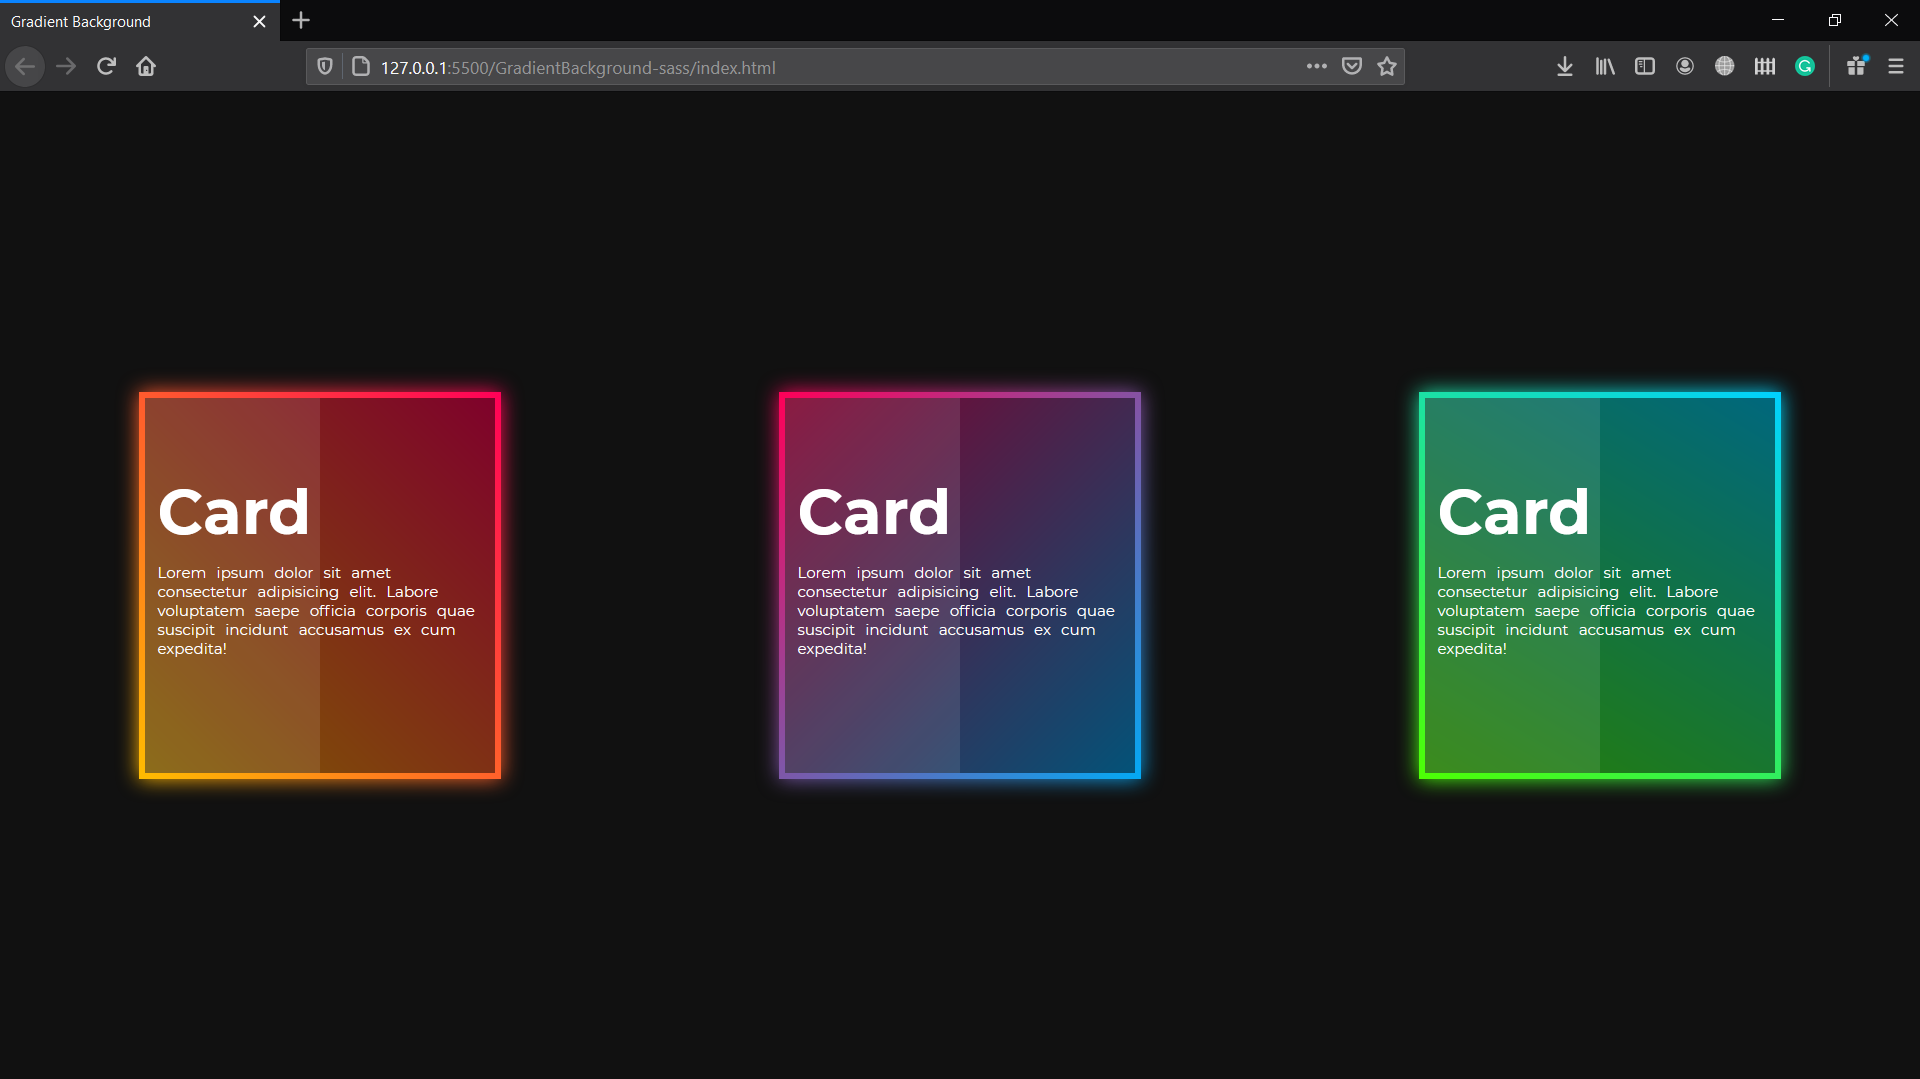 Gradient Background
127.0.0.1:5500/GradientBackground-sass/index.html
Card
Lorem ipsum dolor sit amet
consectetur adipisicing elit. Labore
voluptatem saepe officia corporis quae
suscipit incidunt accusamus ex cum
expedita!
Card
Lorem ipsum dolor sit amet
consectetur adipisicing elit. Labore
voluptatem saepe officia corporis quae
suscipit incidunt accusamus ex cum
expedita!
Card
Lorem ipsum dolor sit amet
consectetur adipisicing elit. Labore
voluptatem saepe officia corporis quae
suscipit incidunt accusamus ex cum
expedita!